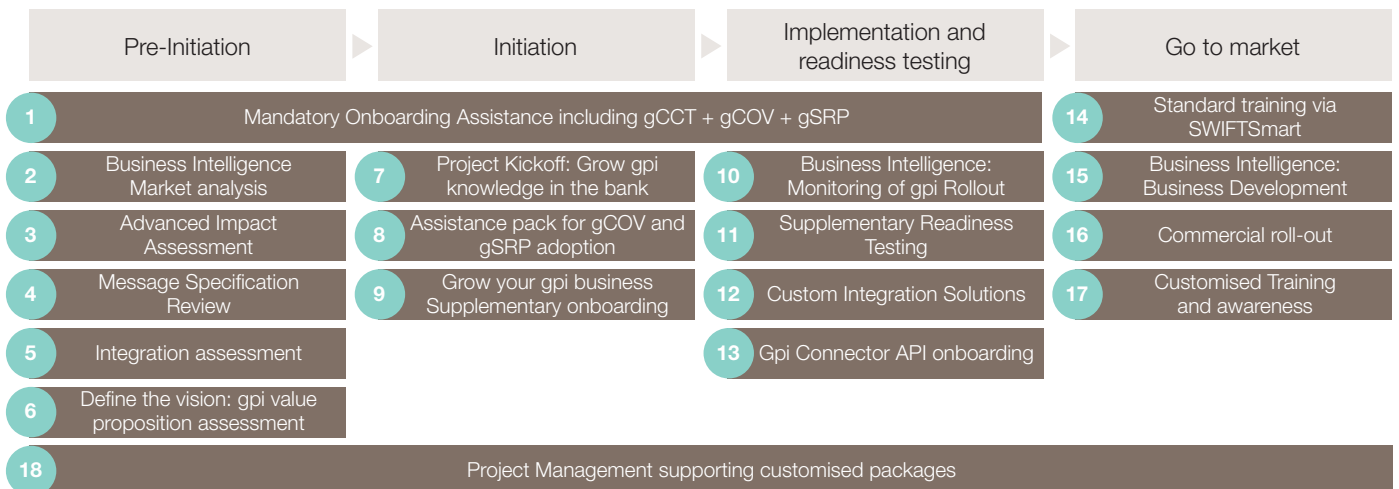 Pre-Initiation
Initiation
Implementation and
readiness testing
Go to market
1
Mandatory Onboarding Assistance including gCCT + gCOV + gSRP
14
Standard training via
SWIFTSmart
2
Business Intelligence
Market analysis
7
Project Kickoff: Grow gpi
knowledge in the bank
10
Business Intelligence:
Monitoring of gpi Rollout
15
Business Intelligence:
Business Development
3
Advanced Impact
Assessment
8
Assistance pack for gCOV and
gSRP adoption
11
Supplementary Readiness
Testing
16
Commercial roll-out
4
Message Specification
Review
9
Grow your gpi business
Supplementary onboarding
12
Custom Integration Solutions
17
Customised Training
and awareness
5
Integration assessment
13
Gpi Connector API onboarding
6
Define the vision: gpi value
proposition assessment
18
Project Management supporting customised packages